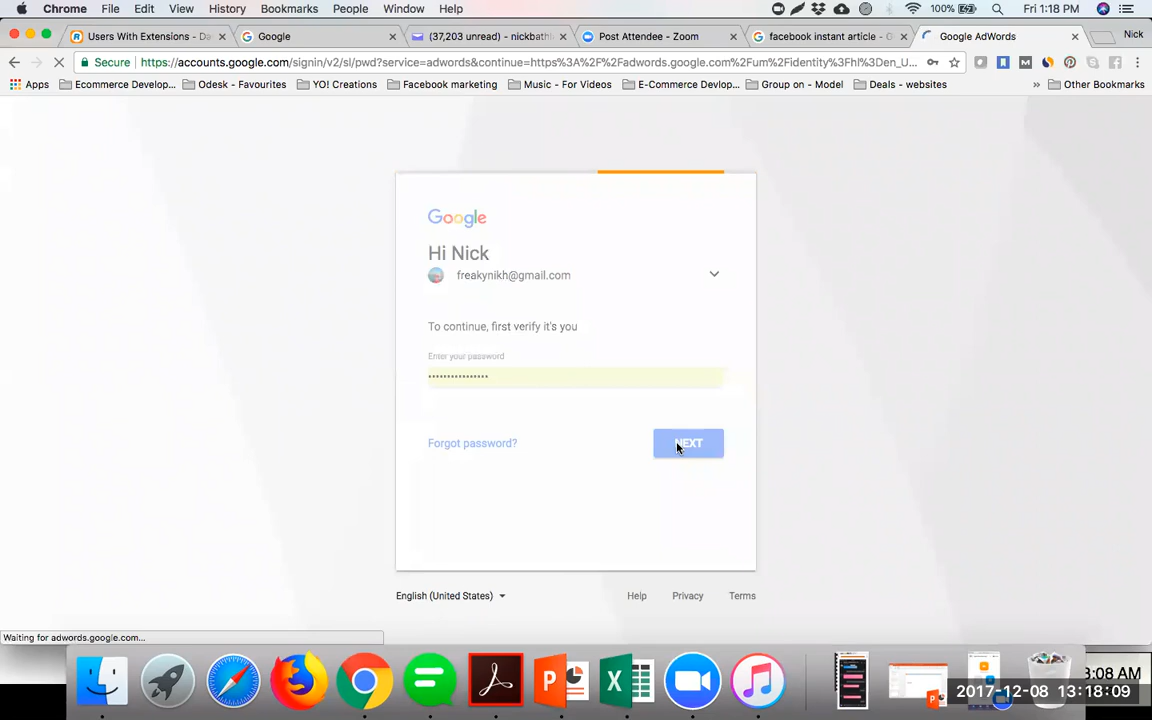 Chrome File Edit View History Bookmarks People Window Help 100% Fri 1:18 PM
Users With Extensions - Da Google (37,203 unread) - nickbathl Post Attendee - Zoom facebook instant article - G Google AdWords Nick
Secure https://accounts.google.com/signin/v2/sl/pwd?service=adwords&continue=https%3A%2F%2Fadwords.google.com%2Fum%2Fidentity%3Fhl%3Den_U...
Apps Ecommerce Develop... Odesk - Favourites YO! Creations Facebook marketing Music - For Videos E-Commerce Devlop... Group on - Model Deals - websites » Other Bookmarks
Google
Hi Nick
freakynikh@gmail.com
To continue, first verify it's you
Enter your password
••••••••••••••••
Forgot password? NEXT
English (United States) Help Privacy Terms
Waiting for adwords.google.com...
3:08 AM
2017-12-08 13:18:09